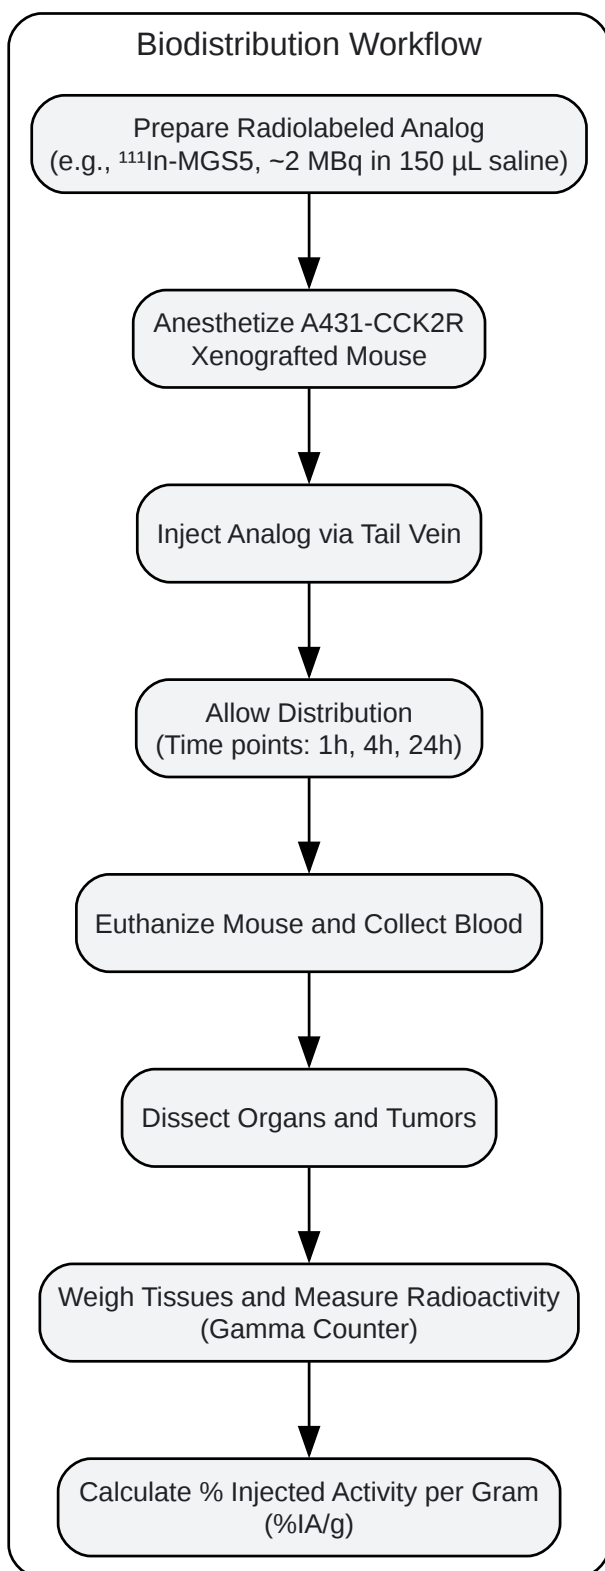 Biodistribution Workflow
Prepare Radiolabeled Analog
(e.g., ¹¹¹In-MGS5, ~2 MBq in 150 µL saline)
Anesthetize A431-CCK2R
Xenografted Mouse
Inject Analog via Tail Vein
Allow Distribution
(Time points: 1h, 4h, 24h)
Euthanize Mouse and Collect Blood
Dissect Organs and Tumors
Weigh Tissues and Measure Radioactivity
(Gamma Counter)
Calculate % Injected Activity per Gram
(%IA/g)